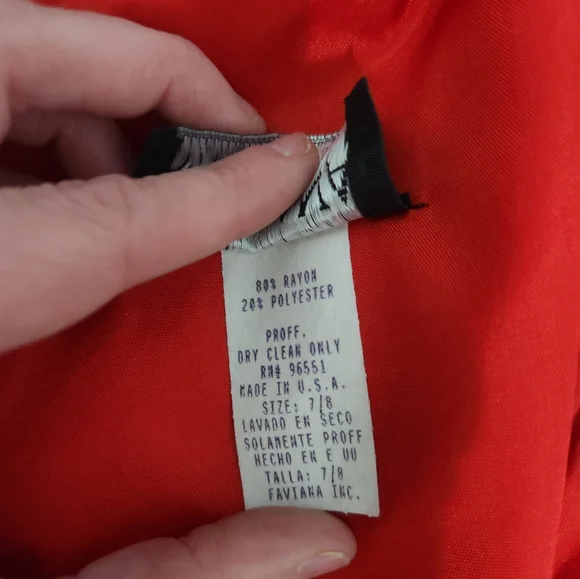 80% RAYON
20% POLYESTER
PROFF.
DRY CLEAN ONLY
RN# 96551
MADE IN U.S.A.
SIZE: 7/8
LAVADO EN SECO
SOLAMENTE PROFF
HECHO EN E UU
TALLA: 7/8
FAVIANA INC.